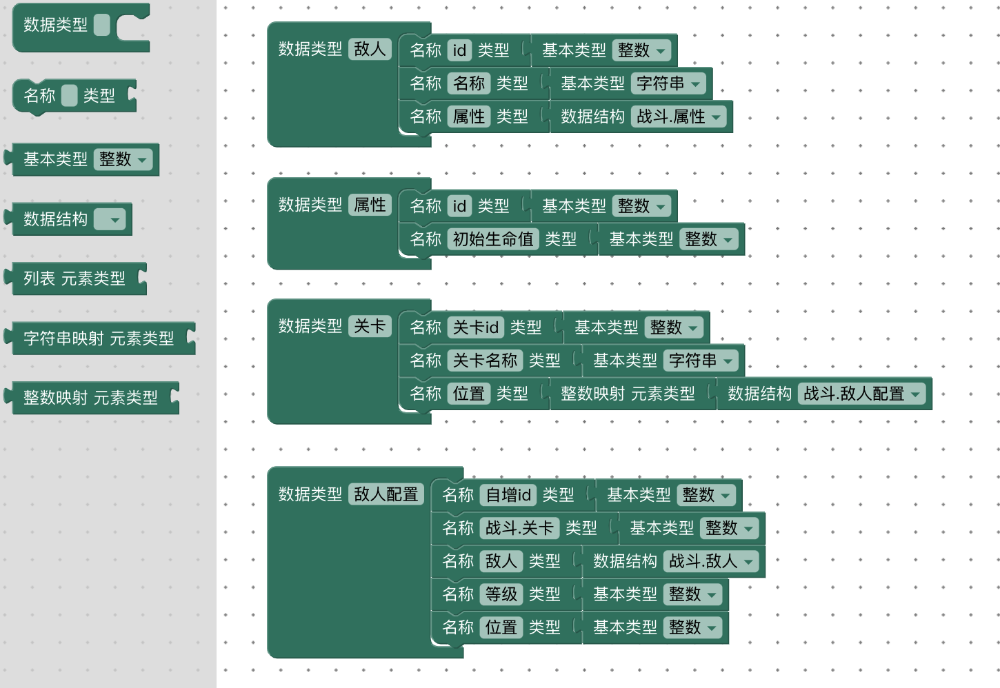 数据类型
名称 类型
基本类型 整数
数据结构
列表 元素类型
字符串映射 元素类型
整数映射 元素类型
数据类型 敌人
名称 id 类型 基本类型 整数
名称 名称 类型 基本类型 字符串
名称 属性 类型 数据结构 战斗.属性
数据类型 属性
名称 id 类型 基本类型 整数
名称 初始生命值 类型 基本类型 整数
数据类型 关卡
名称 关卡id 类型 基本类型 整数
名称 关卡名称 类型 基本类型 字符串
名称 位置 类型 整数映射 元素类型 数据结构 战斗.敌人配置
数据类型 敌人配置
名称 自增id 类型 基本类型 整数
名称 战斗.关卡 类型 基本类型 整数
名称 敌人 类型 数据结构 战斗.敌人
名称 等级 类型 基本类型 整数
名称 位置 类型 基本类型 整数